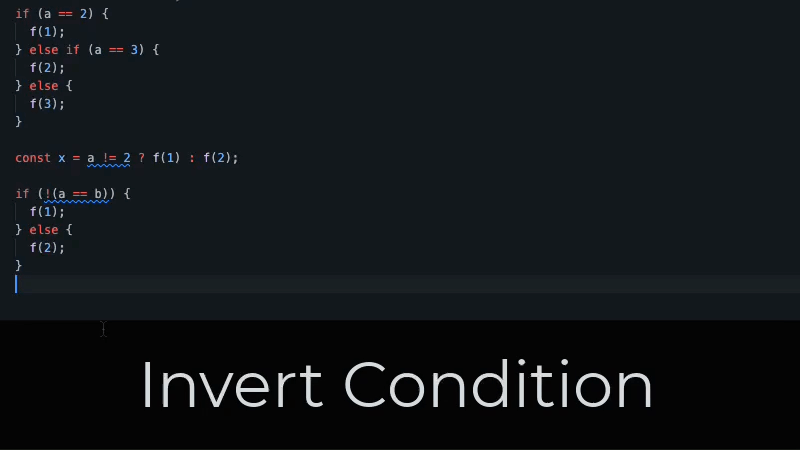 if (a == 2) {
  f(1);
} else if (a == 3) {
  f(2);
} else {
  f(3);
}
const x = a != 2 ? f(1) : f(2);
if (!(a == b)) {
  f(1);
} else {
  f(2);
}
Invert Condition